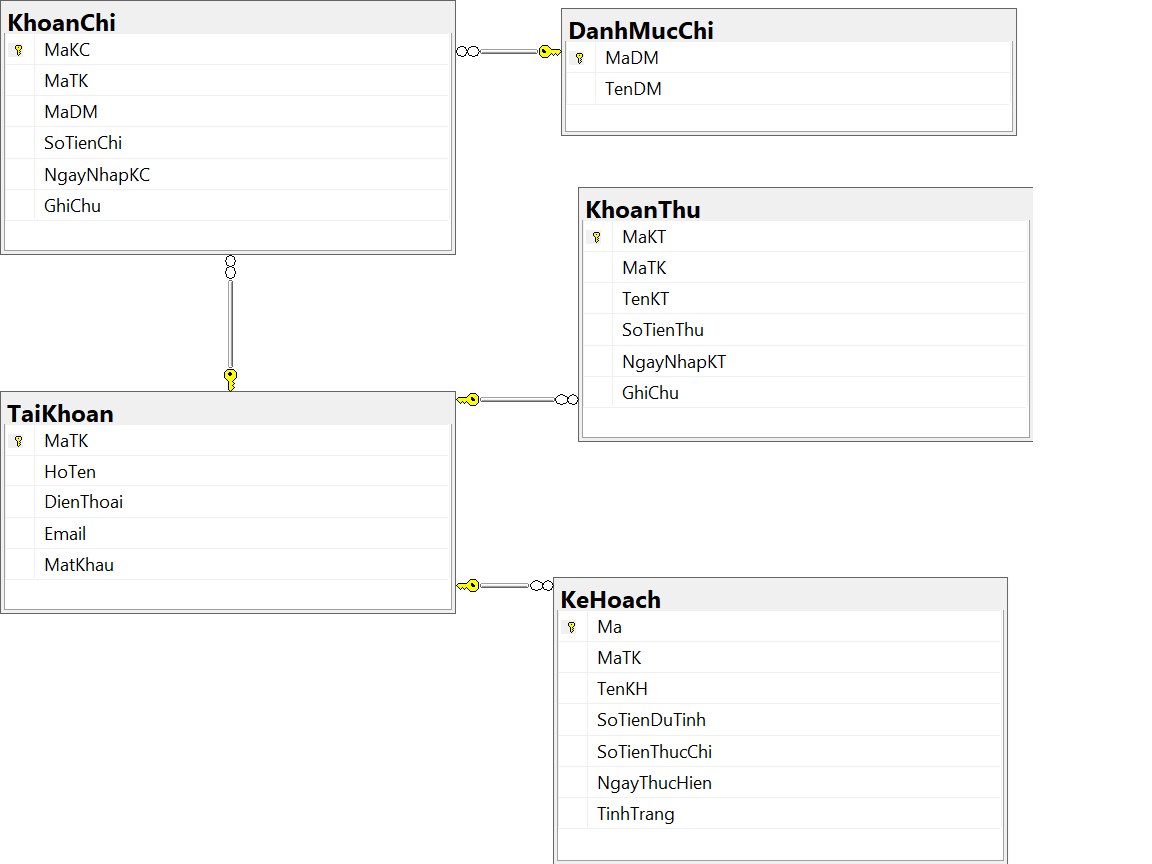 KhoanChi
MaKC
MaTK
MaDM
SoTienChi
NgayNhapKC
GhiChu
DanhMucChi
MaDM
TenDM
KhoanThu
MaKT
MaTK
TenKT
SoTienThu
NgayNhapKT
GhiChu
TaiKhoan
MaTK
HoTen
DienThoai
Email
MatKhau
KeHoach
Ma
MaTK
TenKH
SoTienDuTinh
SoTienThucChi
NgayThucHien
TinhTrang